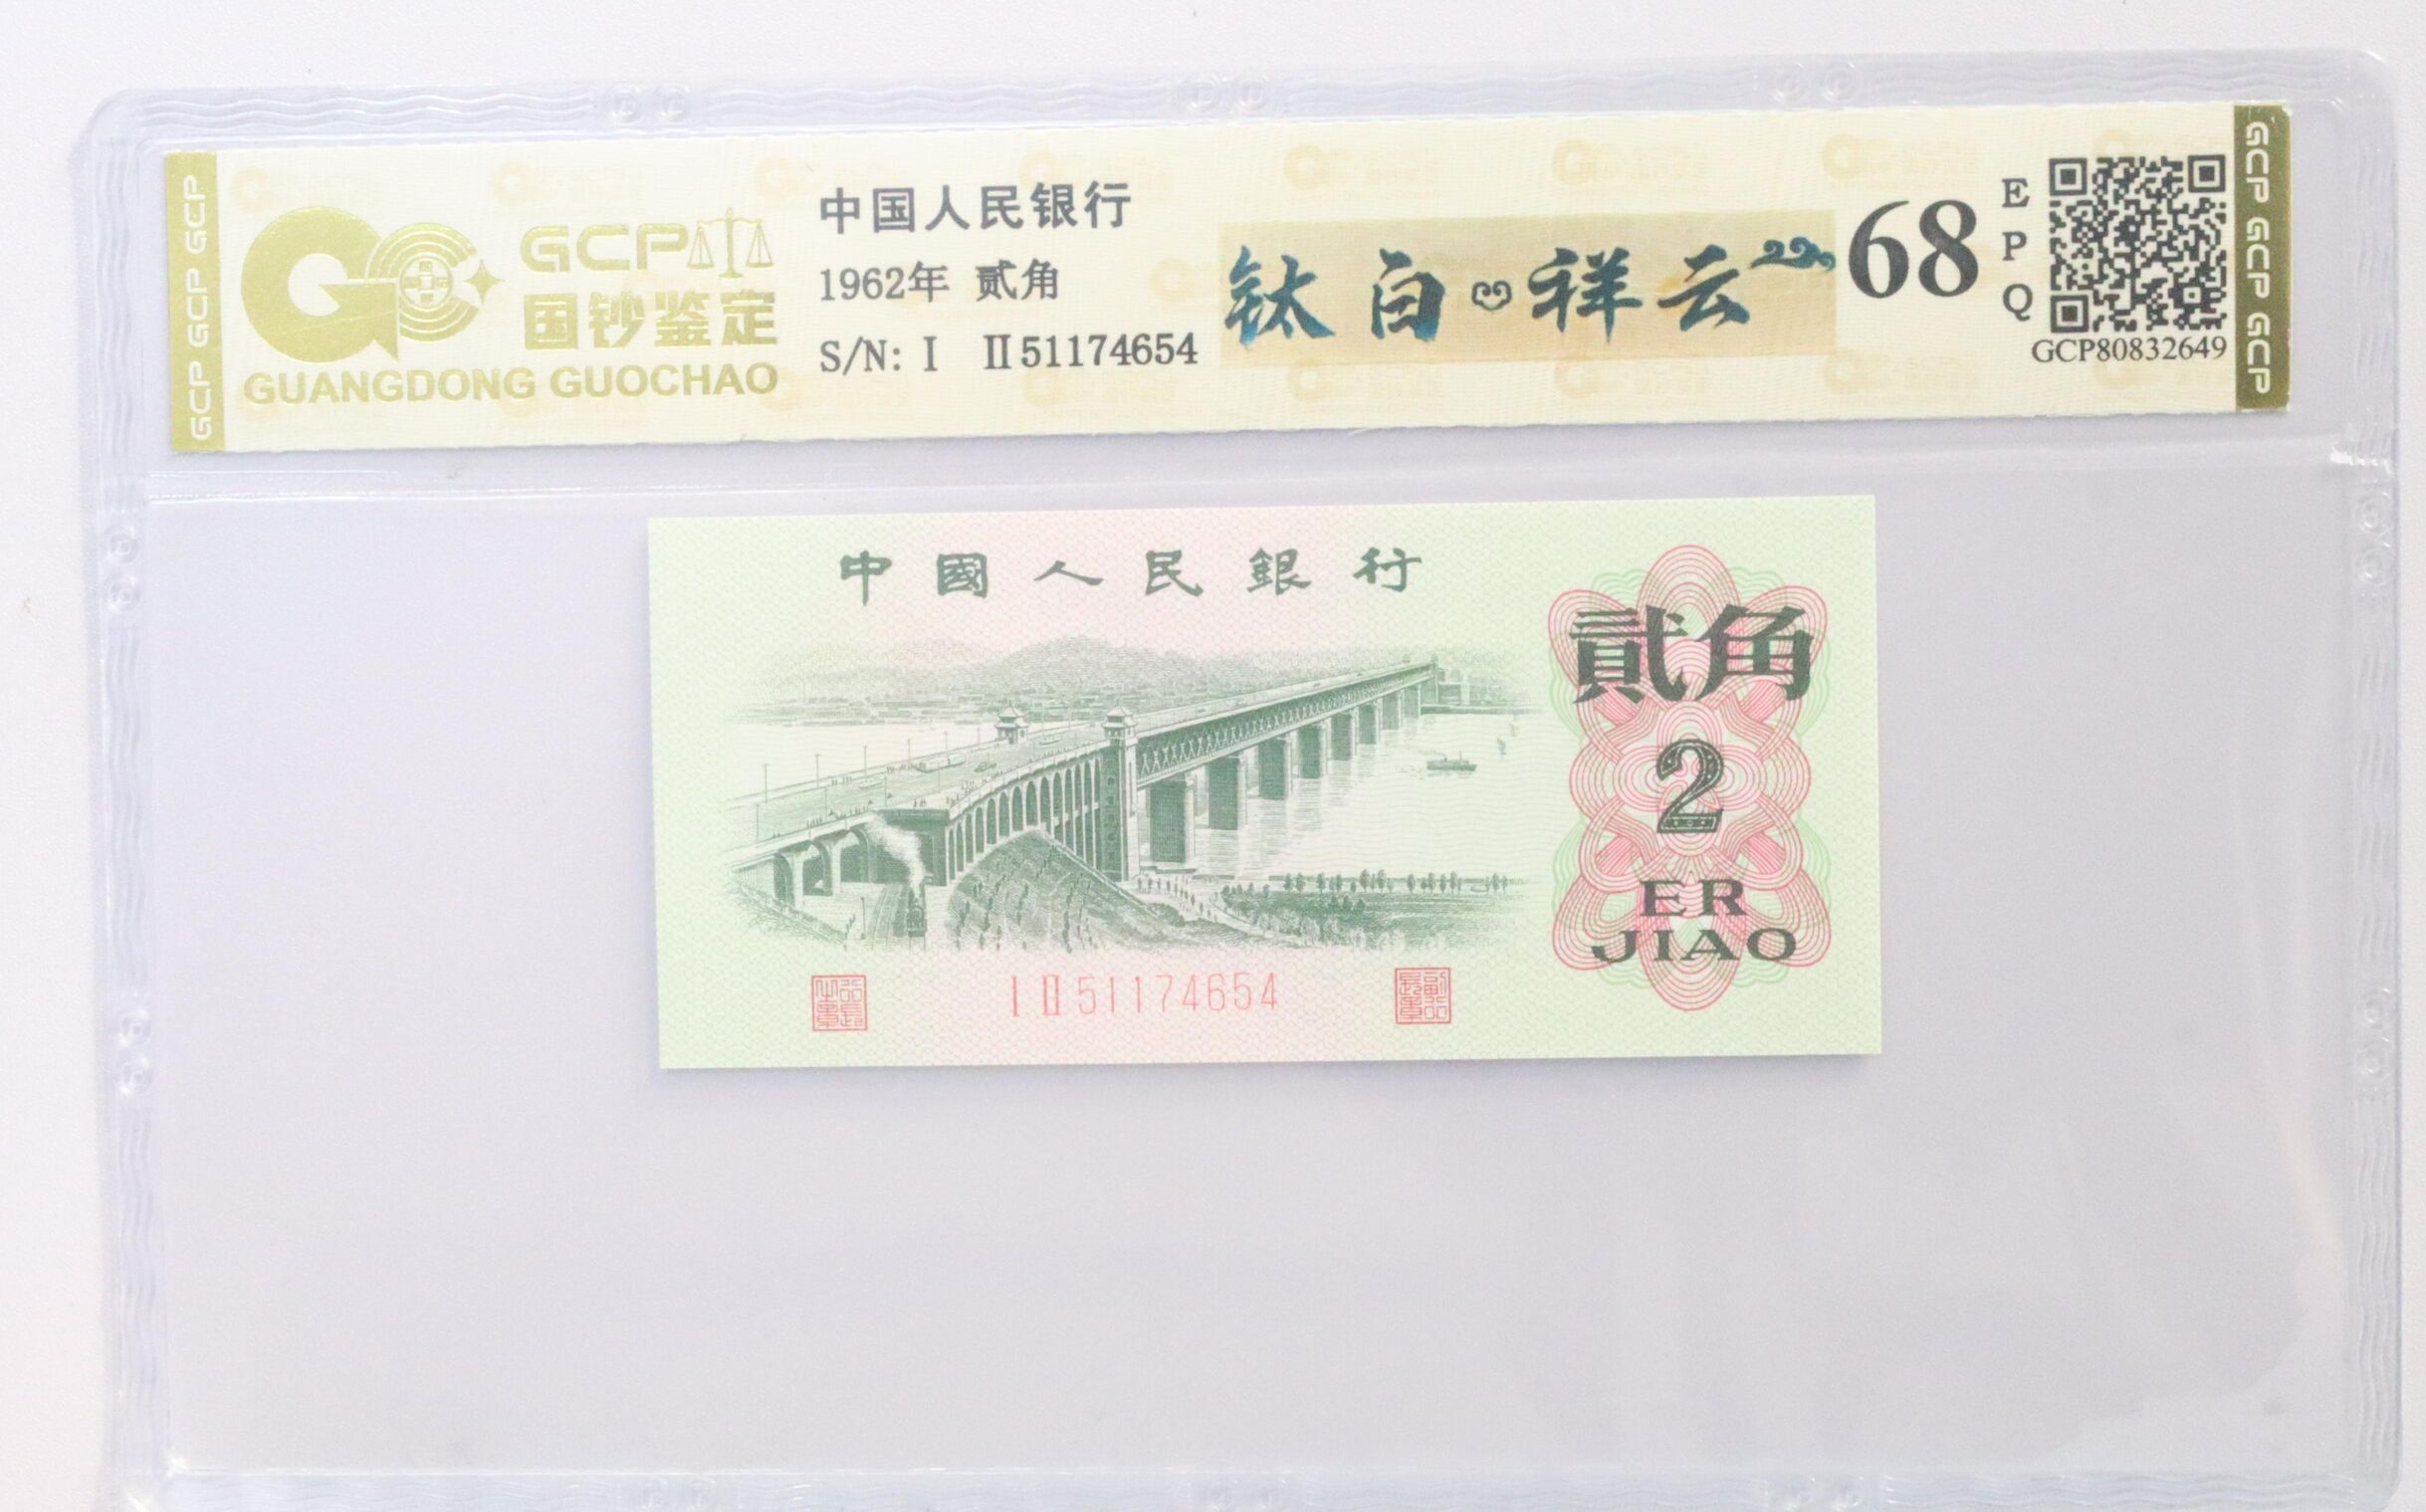 GCP GCP GCP
GCP
国钞鉴定
GUANGDONG GUOCHAO
中国人民银行
1962年 贰角
S/N: I II51174654
钛白祥云
68
EPQ
GCP80832649
GCP GCP GCP
中國人民銀行
貳角
2
ER
JIAO
I II 51174654